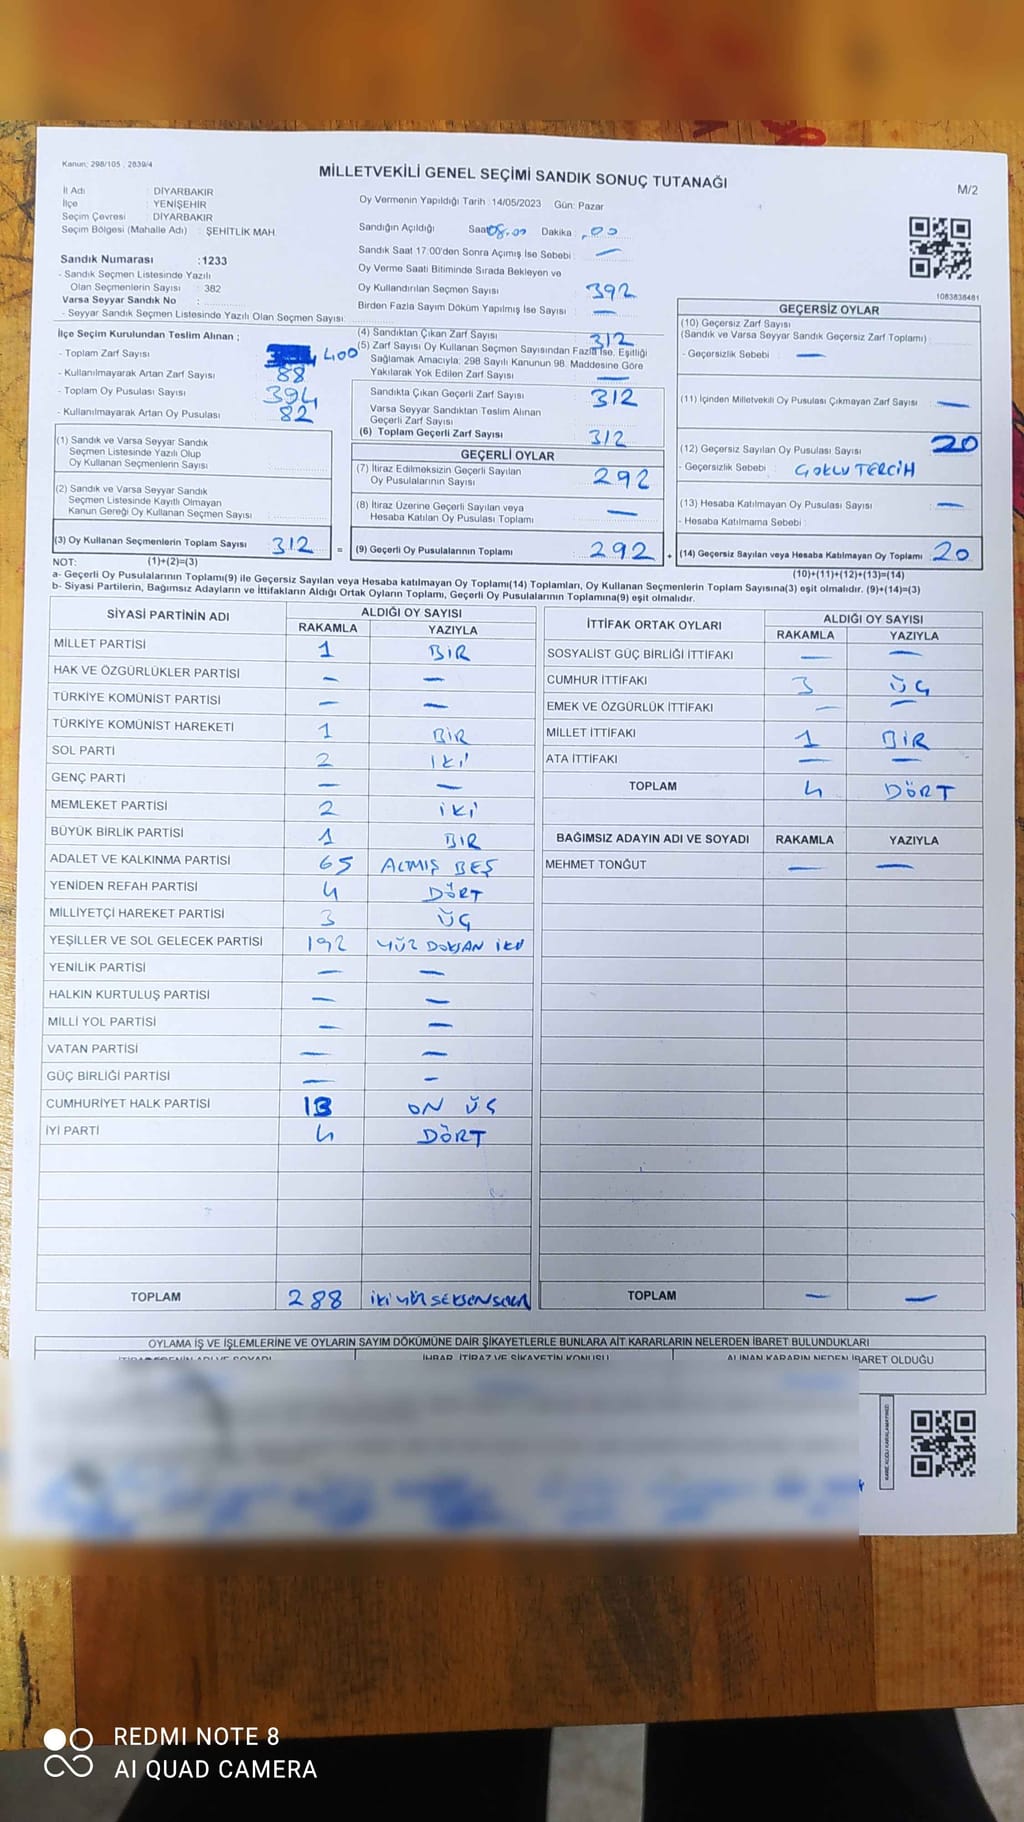 Kanun: 298/105 , 2839/4
MİLLETVEKİLİ GENEL SEÇİMİ SANDIK SONUÇ TUTANAĞI
M/2
İl Adı : DİYARBAKIR
İlçe : YENİŞEHİR
Seçim Çevresi : DİYARBAKIR
Seçim Bölgesi (Mahalle Adı) : ŞEHİTLİK MAH.
Oy Vermenin Yapıldığı Tarih : 14/05/2023 Gün: Pazar
Sandığın Açıldığı Saat 08.00 Dakika : .00
Sandık Saat 17:00'den Sonra Açımış İse Sebebi : —
Oy Verme Saati Bitiminde Sırada Bekleyen ve
Oy Kullandırılan Seçmen Sayısı 392
Birden Fazla Sayım Döküm Yapılmış İse Sayısı : —
Sandık Numarası : 1233
- Sandık Seçmen Listesinde Yazılı
Olan Seçmenlerin Sayısı : 382
Varsa Seyyar Sandık No :
- Seyyar Sandık Seçmen Listesinde Yazılı Olan Seçmen Sayısı:
1083838481
İlçe Seçim Kurulundan Teslim Alınan ;
- Toplam Zarf Sayısı 400
- Kullanılmayarak Artan Zarf Sayısı 88
- Toplam Oy Pusulası Sayısı 394
- Kullanılmayarak Artan Oy Pusulası 82
(1) Sandık ve Varsa Seyyar Sandık
Seçmen Listesinde Yazılı Olup
Oy Kullanan Seçmenlerin Sayısı
(2) Sandık ve Varsa Seyyar Sandık
Seçmen Listesinde Kayıtlı Olmayan
Kanun Gereği Oy Kullanan Seçmen Sayısı
(3) Oy Kullanan Seçmenlerin Toplam Sayısı 312 =
(1)+(2)=(3)
(4) Sandıktan Çıkan Zarf Sayısı 312
(5) Zarf Sayısı Oy Kullanan Seçmen Sayısından Fazla İse, Eşitliği
Sağlamak Amacıyla; 298 Sayılı Kanunun 98. Maddesine Göre
Yakılarak Yok Edilen Zarf Sayısı —
Sandıkta Çıkan Geçerli Zarf Sayısı 312
Varsa Seyyar Sandıktan Teslim Alınan
Geçerli Zarf Sayısı
(6) Toplam Geçerli Zarf Sayısı 312
GEÇERLİ OYLAR
(7) İtiraz Edilmeksizin Geçerli Sayılan
Oy Pusulalarının Sayısı 292
(8) İtiraz Üzerine Geçerli Sayılan veya
Hesaba Katılan Oy Pusulası Toplamı —
(9) Geçerli Oy Pusulalarının Toplamı 292 +
GEÇERSİZ OYLAR
(10) Geçersiz Zarf Sayısı
(Sandık ve Varsa Seyyar Sandık Geçersiz Zarf Toplamı)
- Geçersizlik Sebebi : —
(11) İçinden Milletvekili Oy Pusulası Çıkmayan Zarf Sayısı —
(12) Geçersiz Sayılan Oy Pusulası Sayısı 20
- Geçersizlik Sebebi : ÇOKLU TERCİH
(13) Hesaba Katılmayan Oy Pusulası Sayısı —
- Hesaba Katılmama Sebebi :
(14) Geçersiz Sayılan veya Hesaba Katılmayan Oy Toplamı 20
(10)+(11)+(12)+(13)=(14)
NOT:
a- Geçerli Oy Pusulalarının Toplamı(9) ile Geçersiz Sayılan veya Hesaba katılmayan Oy Toplamı(14) Toplamları, Oy Kullanan Seçmenlerin Toplam Sayısına(3) eşit olmalıdır. (9)+(14)=(3)
b- Siyasi Partilerin, Bağımsız Adayların ve İttifakların Aldığı Ortak Oyların Toplamı, Geçerli Oy Pusulalarının Toplamına(9) eşit olmalıdır.
SİYASİ PARTİNİN ADI ALDIĞI OY SAYISI
RAKAMLA YAZIYLA
MİLLET PARTİSİ 1 BİR
HAK VE ÖZGÜRLÜKLER PARTİSİ — —
TÜRKİYE KOMÜNİST PARTİSİ — —
TÜRKİYE KOMÜNİST HAREKETİ 1 BİR
SOL PARTİ 2 İKİ
GENÇ PARTİ — —
MEMLEKET PARTİSİ 2 İKİ
BÜYÜK BİRLİK PARTİSİ 1 BIR
ADALET VE KALKINMA PARTİSİ 65 ALTMIŞ BEŞ
YENİDEN REFAH PARTİSİ 4 DÖRT
MİLLİYETÇİ HAREKET PARTİSİ 3 ÜÇ
YEŞİLLER VE SOL GELECEK PARTİSİ 192 YÜZ DOKSAN İKİ
YENİLİK PARTİSİ — —
HALKIN KURTULUŞ PARTİSİ — —
MİLLİ YOL PARTİSİ — —
VATAN PARTİSİ — —
GÜÇ BİRLİĞİ PARTİSİ — —
CUMHURİYET HALK PARTİSİ 13 ON ÜÇ
İYİ PARTİ 4 DÖRT
TOPLAM 288 İKİ YÜZ SEKSEN SEKİZ
İTTİFAK ORTAK OYLARI ALDIĞI OY SAYISI
RAKAMLA YAZIYLA
SOSYALİST GÜÇ BİRLİĞİ İTTİFAKI — —
CUMHUR İTTİFAKI 3 ÜÇ
EMEK VE ÖZGÜRLÜK İTTİFAKI — —
MİLLET İTTİFAKI 1 BİR
ATA İTTİFAKI — —
TOPLAM 4 DÖRT
BAĞIMSIZ ADAYIN ADI VE SOYADI RAKAMLA YAZIYLA
MEHMET TONĞUT — —
TOPLAM — —
OYLAMA İŞ VE İŞLEMLERİNE VE OYLARIN SAYIM DÖKÜMÜNE DAİR ŞİKAYETLERLE BUNLARA AİT KARARLARIN NELERDEN İBARET BULUNDUKLARI
İHBAR, İTİRAZ VE ŞİKAYETİN KONUSU ALINAN KARARIN NEDEN İBARET OLDUĞU
REDMI NOTE 8
AI QUAD CAMERA